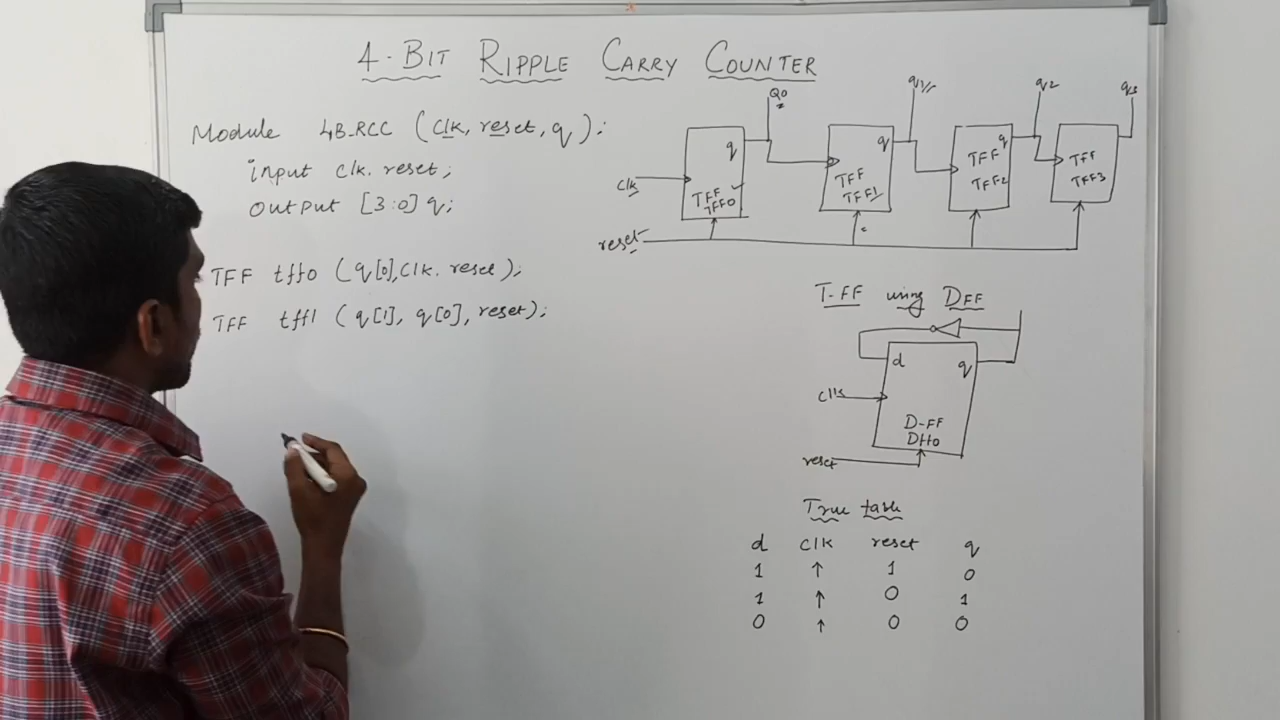 4-BIT RIPPLE CARRY COUNTER
Module 4B-RCC (clk, reset, q);
input clk. reset;
output [3:0] q;
TFF tff0 (q[0], clk. reset);
TFF tff1 (q[1], q[0], reset);
Q0 q1 q2 q3
q q q
clk
TFF TFF0
TFF TFF1
TFF TFF2
TFF TFF3
reset
T-FF using DFF
d q
clk
D-FF
Dff0
reset
True table
d clk reset q
1 ↑ 1 0
1 ↑ 0 1
0 ↑ 0 0